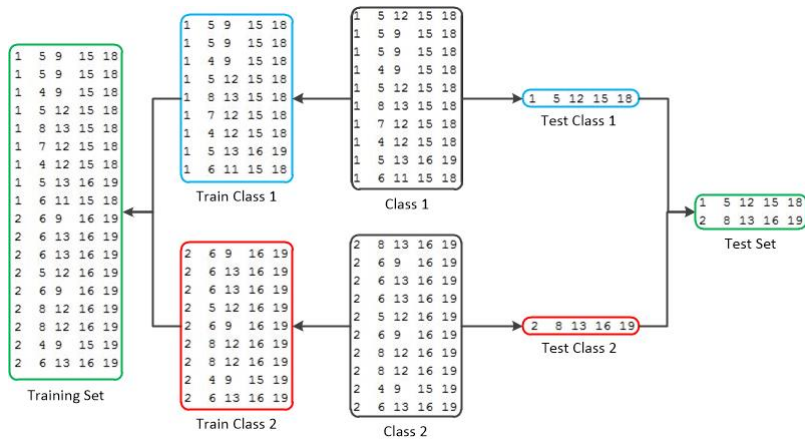 1 5 9 15 18
1 5 9 15 18
1 4 9 15 18
1 5 12 15 18
1 8 13 15 18
1 7 12 15 18
1 4 12 15 18
1 5 13 16 19
1 6 11 15 18
2 6 9 16 19
2 6 13 16 19
2 6 13 16 19
2 5 12 16 19
2 6 9 16 19
2 8 12 16 19
2 8 12 16 19
2 4 9 15 19
2 6 13 16 19
Training Set
1 5 9 15 18
1 5 9 15 18
1 4 9 15 18
1 5 12 15 18
1 8 13 15 18
1 7 12 15 18
1 4 12 15 18
1 5 13 16 19
1 6 11 15 18
Train Class 1
1 5 12 15 18
1 5 9 15 18
1 5 9 15 18
1 4 9 15 18
1 5 12 15 18
1 8 13 15 18
1 7 12 15 18
1 4 12 15 18
1 5 13 16 19
1 6 11 15 18
Class 1
1 5 12 15 18
Test Class 1
2 6 9 16 19
2 6 13 16 19
2 6 13 16 19
2 5 12 16 19
2 6 9 16 19
2 8 12 16 19
2 8 12 16 19
2 4 9 15 19
2 6 13 16 19
Train Class 2
2 8 13 16 19
2 6 9 16 19
2 6 13 16 19
2 6 13 16 19
2 5 12 16 19
2 6 9 16 19
2 8 12 16 19
2 8 12 16 19
2 4 9 15 19
2 6 13 16 19
Class 2
2 8 13 16 19
Test Class 2
1 5 12 15 18
2 8 13 16 19
Test Set